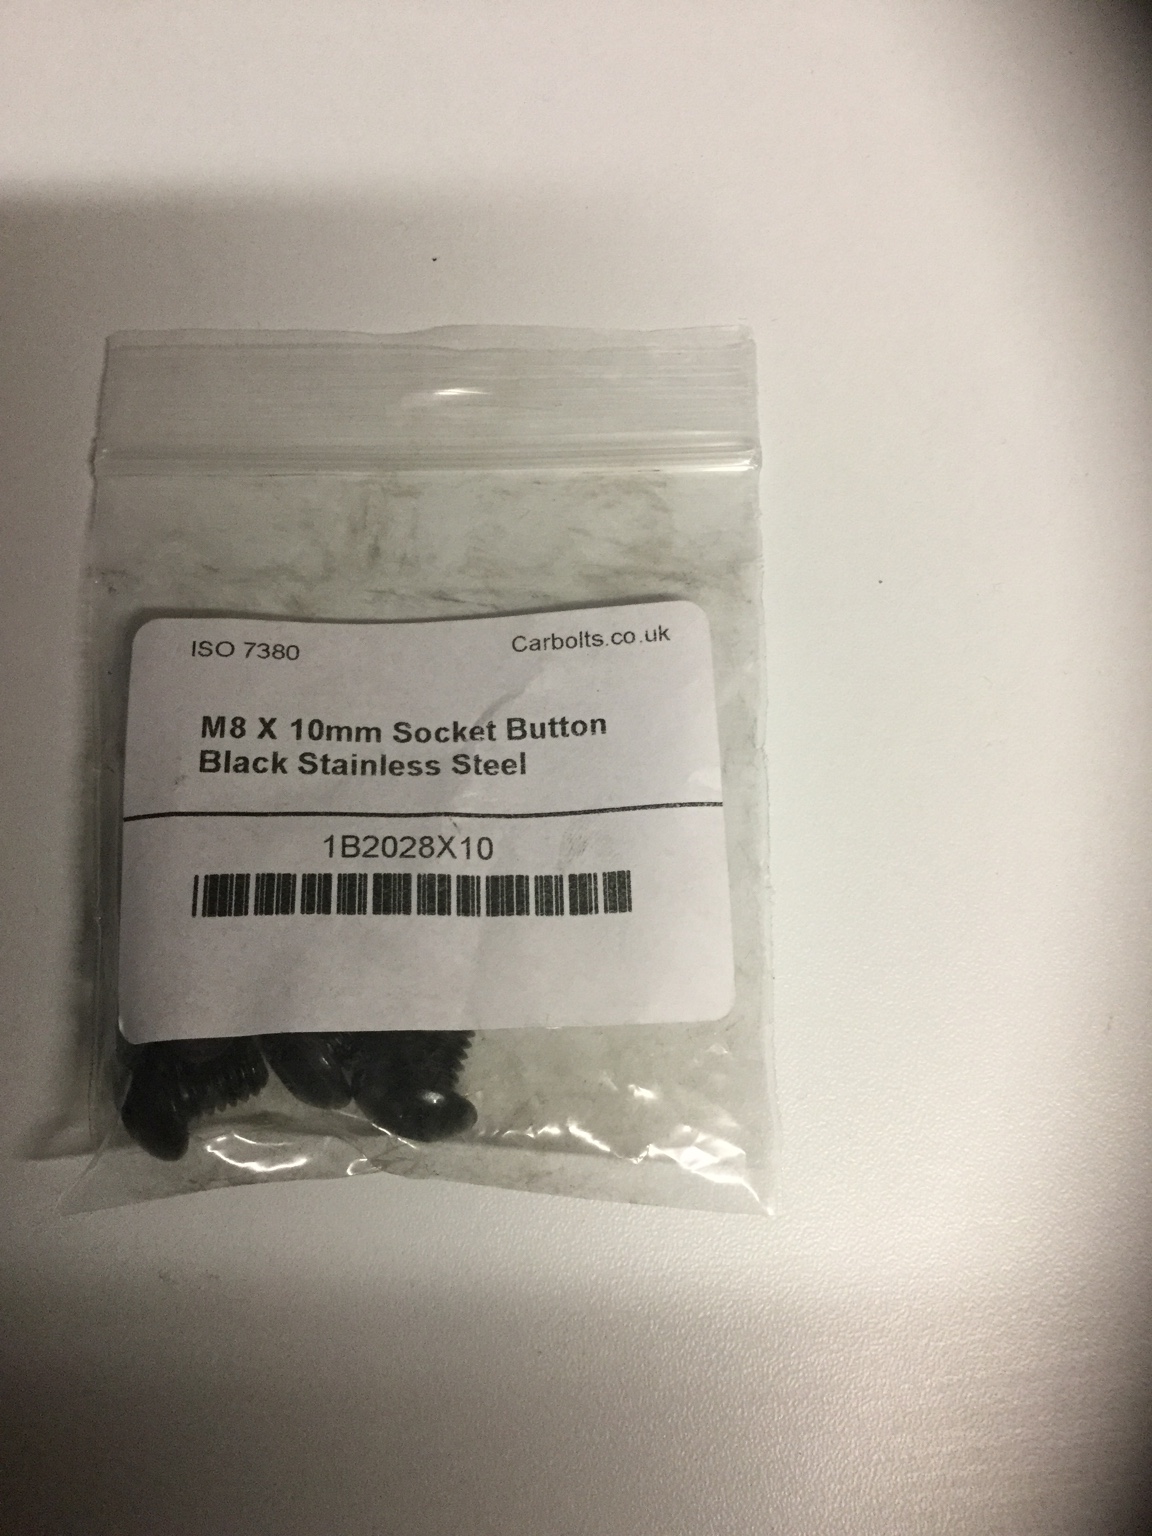 ISO 7380
Carbolts.co.uk
M8 X 10mm Socket Button
Black Stainless Steel
1B2028X10